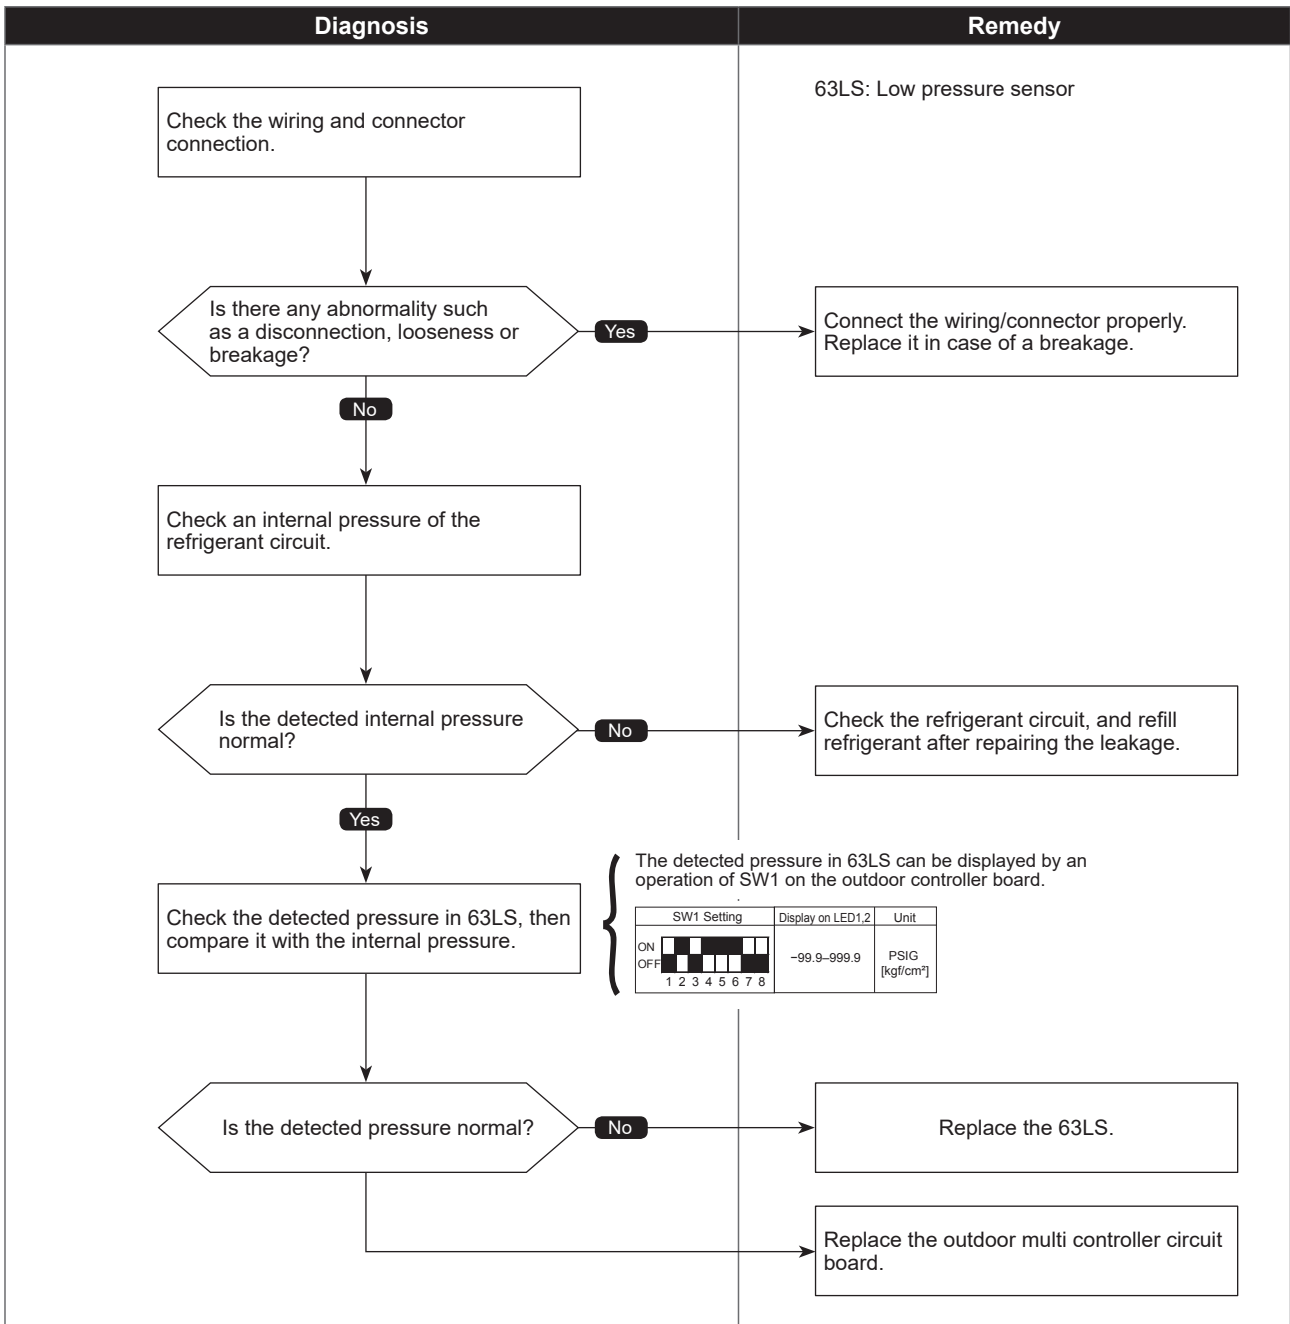 Diagnosis
Remedy
63LS: Low pressure sensor
Check the wiring and connector
connection.
Is there any abnormality such
as a disconnection, looseness or
breakage?
Yes
Connect the wiring/connector properly.
Replace it in case of a breakage.
No
Check an internal pressure of the
refrigerant circuit.
Is the detected internal pressure
normal?
No
Check the refrigerant circuit, and refill
refrigerant after repairing the leakage.
Yes
Check the detected pressure in 63LS, then
compare it with the internal pressure.
The detected pressure in 63LS can be displayed by an
operation of SW1 on the outdoor controller board.
SW1 Setting
Display on LED1,2
Unit
ON
OFF
1 2 3 4 5 6 7 8
−99.9–999.9
PSIG
[kgf/cm²]
Is the detected pressure normal?
No
Replace the 63LS.
Replace the outdoor multi controller circuit
board.